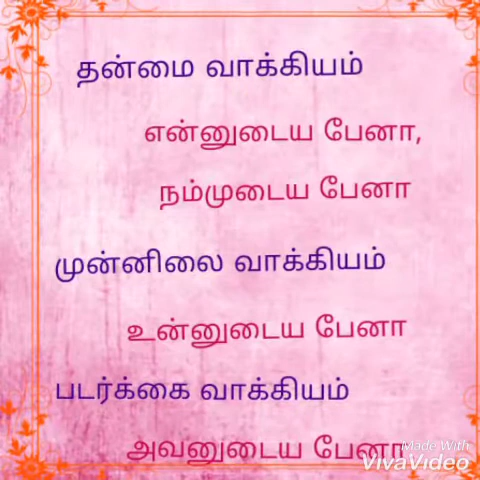 தன்மை வாக்கியம்
என்னுடைய பேனா,
நம்முடைய பேனா
முன்னிலை வாக்கியம்
உன்னுடைய பேனா
படர்க்கை வாக்கியம்
அவனுடைய பேனா
Made With
VivaVideo